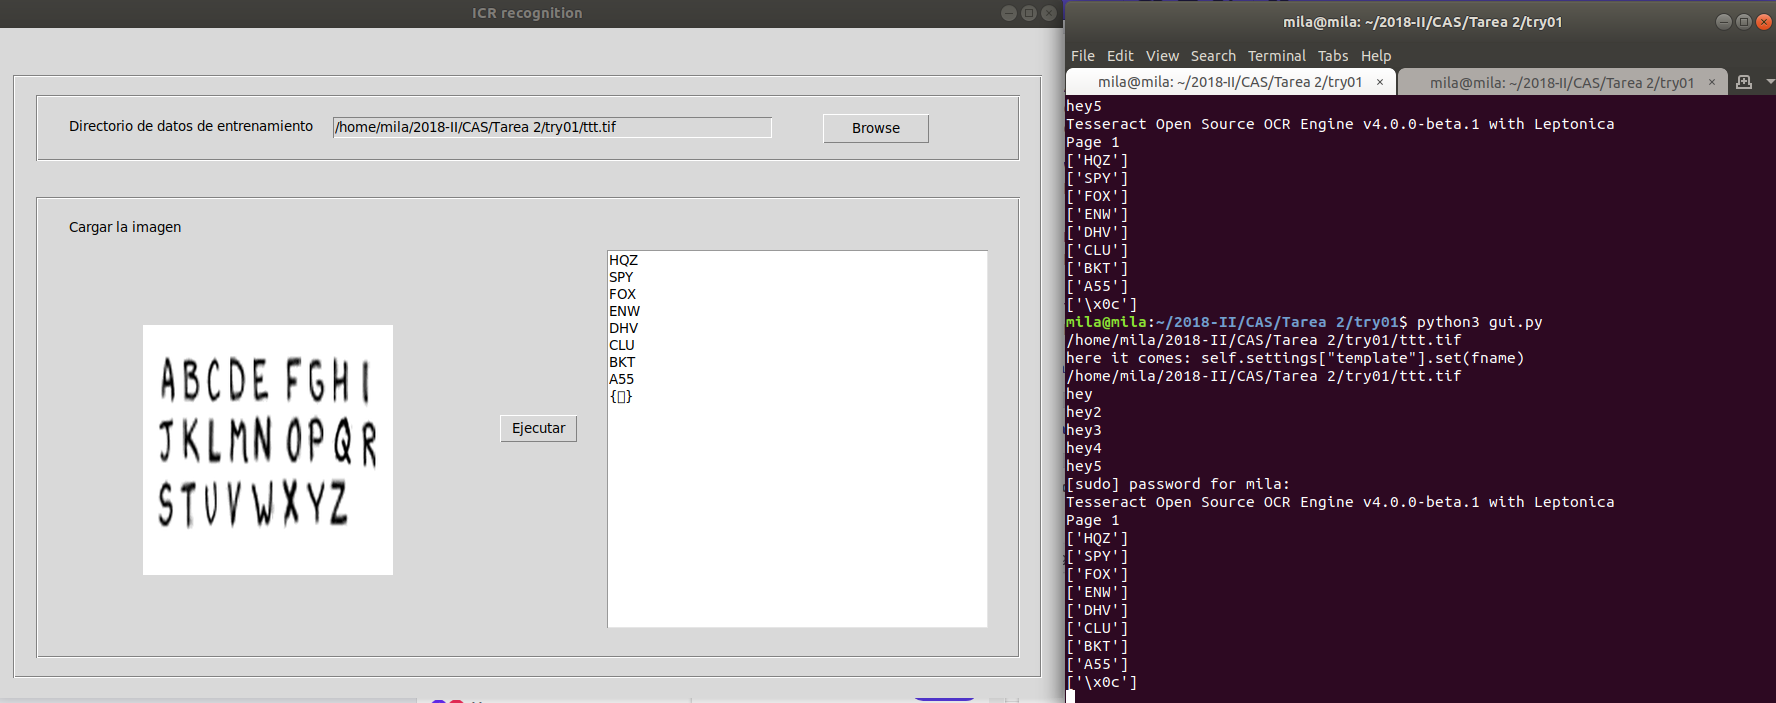 ICR recognition
Directorio de datos de entrenamiento /home/mila/2018-II/CAS/Tarea 2/try01/ttt.tif Browse
Cargar la imagen
ABCDE FGHI
JKLMN OPQR
STUVWXYZ
Ejecutar
HQZ
SPY
FOX
ENW
DHV
CLU
BKT
A55
{▯}
mila@mila: ~/2018-II/CAS/Tarea 2/try01
File Edit View Search Terminal Tabs Help
mila@mila: ~/2018-II/CAS/Tarea 2/try01 × mila@mila: ~/2018-II/CAS/Tarea 2/try01 ×
hey5
Tesseract Open Source OCR Engine v4.0.0-beta.1 with Leptonica
Page 1
['HQZ']
['SPY']
['FOX']
['ENW']
['DHV']
['CLU']
['BKT']
['A55']
['\x0c']
mila@mila:~/2018-II/CAS/Tarea 2/try01$ python3 gui.py
/home/mila/2018-II/CAS/Tarea 2/try01/ttt.tif
here it comes: self.settings["template"].set(fname)
/home/mila/2018-II/CAS/Tarea 2/try01/ttt.tif
hey
hey2
hey3
hey4
hey5
[sudo] password for mila:
Tesseract Open Source OCR Engine v4.0.0-beta.1 with Leptonica
Page 1
['HQZ']
['SPY']
['FOX']
['ENW']
['DHV']
['CLU']
['BKT']
['A55']
['\x0c']